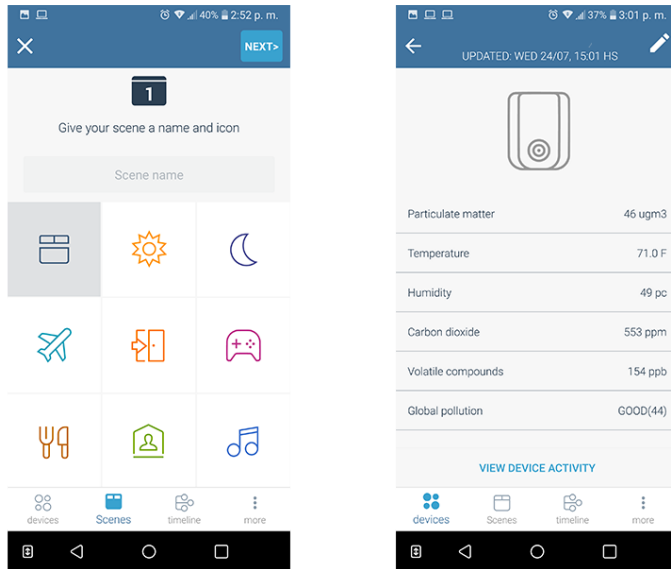 40% 2:52 p. m.
NEXT>
1
Give your scene a name and icon
Scene name
devices Scenes timeline more
37% 3:01 p. m.
UPDATED: WED 24/07, 15:01 HS
Particulate matter 46 ugm3
Temperature 71.0 F
Humidity 49 pc
Carbon dioxide 553 ppm
Volatile compounds 154 ppb
Global pollution GOOD(44)
VIEW DEVICE ACTIVITY
devices Scenes timeline more